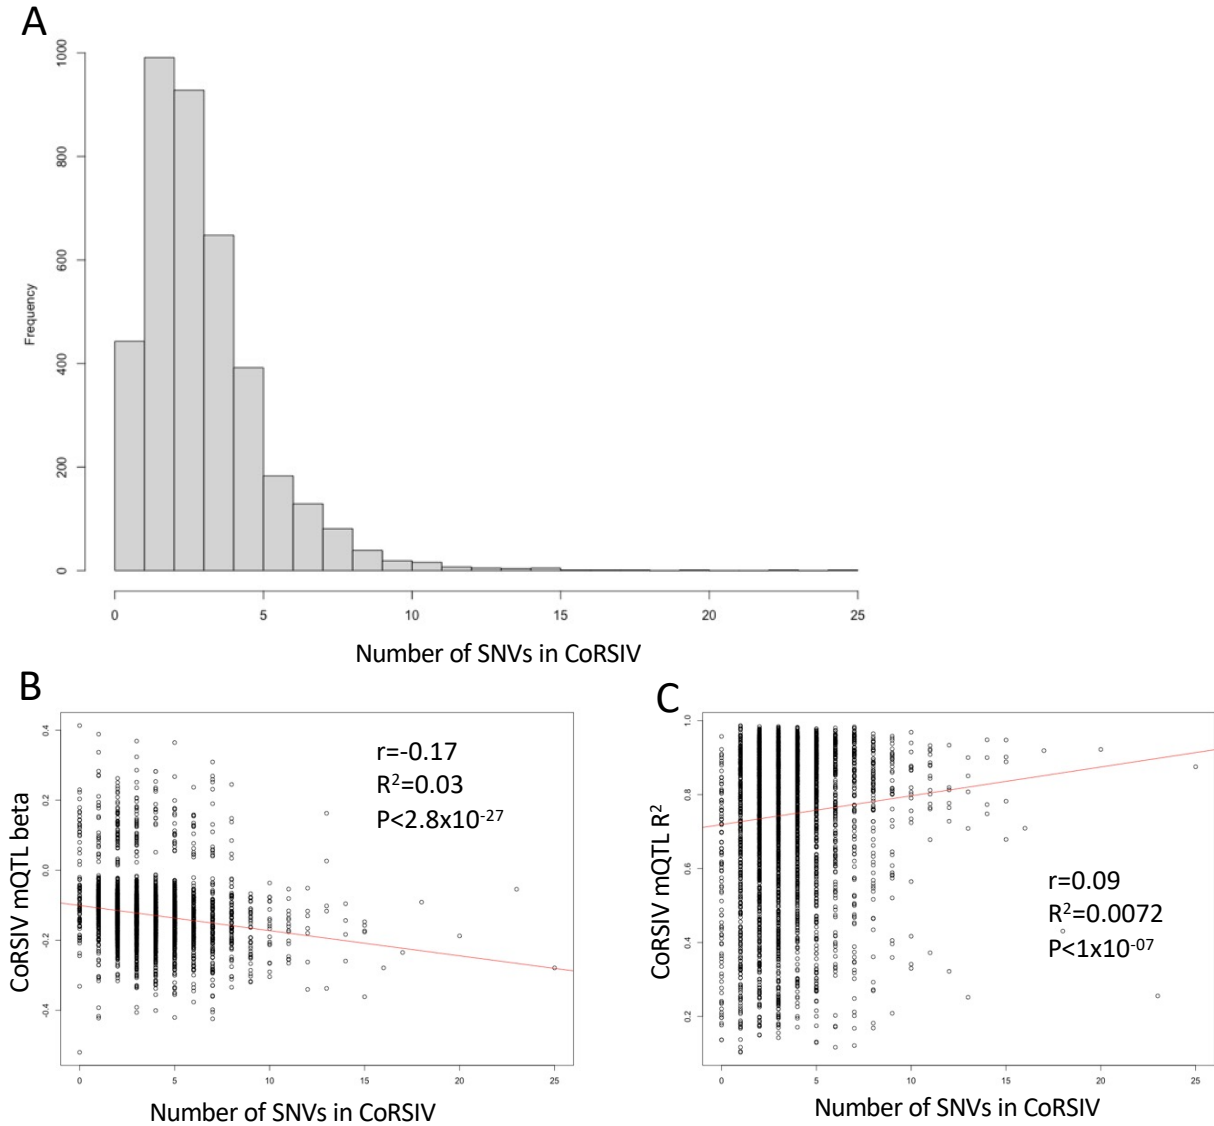 A
1000
800
600
400
200
0
Frequency
0 5 10 15 20 25
Number of SNVs in CoRSIV
B
0.4
0.2
0.0
-0.2
-0.4
CoRSIV mQTL beta
r=-0.17
R²=0.03
P<2.8x10⁻²⁷
0 5 10 15 20 25
Number of SNVs in CoRSIV
C
1.0
0.8
0.6
0.4
0.2
CoRSIV mQTL R²
r=0.09
R²=0.0072
P<1x10⁻⁰⁷
0 5 10 15 20 25
Number of SNVs in CoRSIV